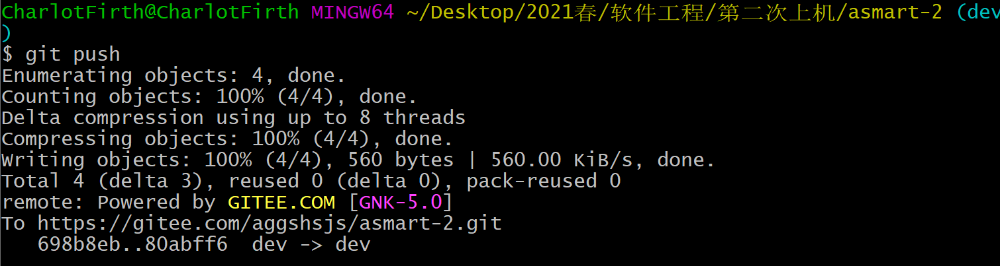 CharlotFirth@CharlotFirth MINGW64 ~/Desktop/2021春/软件工程/第二次上机/asmart-2 (dev
)
$ git push
Enumerating objects: 4, done.
Counting objects: 100% (4/4), done.
Delta compression using up to 8 threads
Compressing objects: 100% (4/4), done.
Writing objects: 100% (4/4), 560 bytes | 560.00 KiB/s, done.
Total 4 (delta 3), reused 0 (delta 0), pack-reused 0
remote: Powered by GITEE.COM [GNK-5.0]
To https://gitee.com/aggshsjs/asmart-2.git
   698b8eb..80abff6  dev -> dev